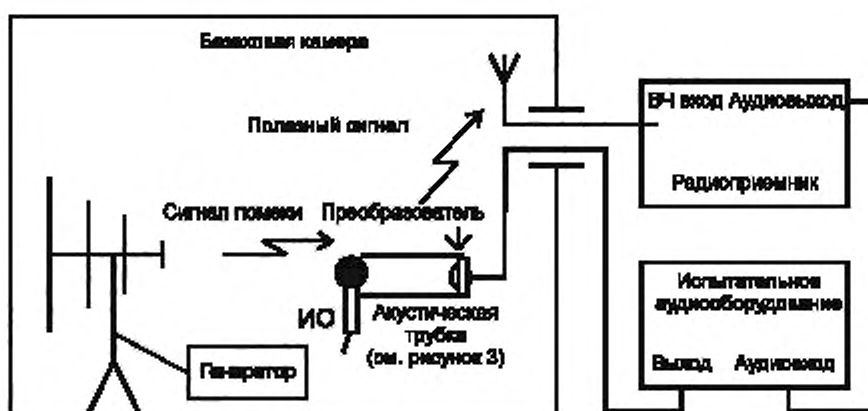 Безэховая камера
ВЧ вход Аудиовыход
Полезный сигнал
Радиоприемник
Сигнал помехи Преобразователь
ИО
Акустическая
трубка
(см. рисунок 3)
Генератор
Испытательное
аудиооборудование
Выход Аудиовход